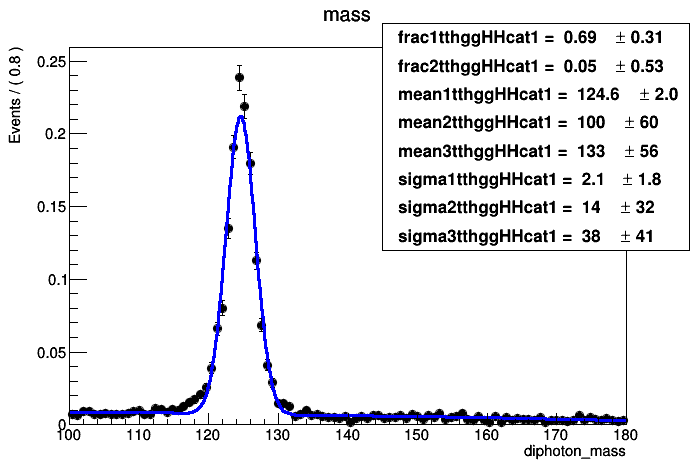 mass
frac1tthggHHcat1 = 0.69 ± 0.31
frac2tthggHHcat1 = 0.05 ± 0.53
mean1tthggHHcat1 = 124.6 ± 2.0
mean2tthggHHcat1 = 100 ± 60
mean3tthggHHcat1 = 133 ± 56
sigma1tthggHHcat1 = 2.1 ± 1.8
sigma2tthggHHcat1 = 14 ± 32
sigma3tthggHHcat1 = 38 ± 41
Events / ( 0.8 )
0.25
0.2
0.15
0.1
0.05
0
100 110 120 130 140 150 160 170 180
diphoton_mass